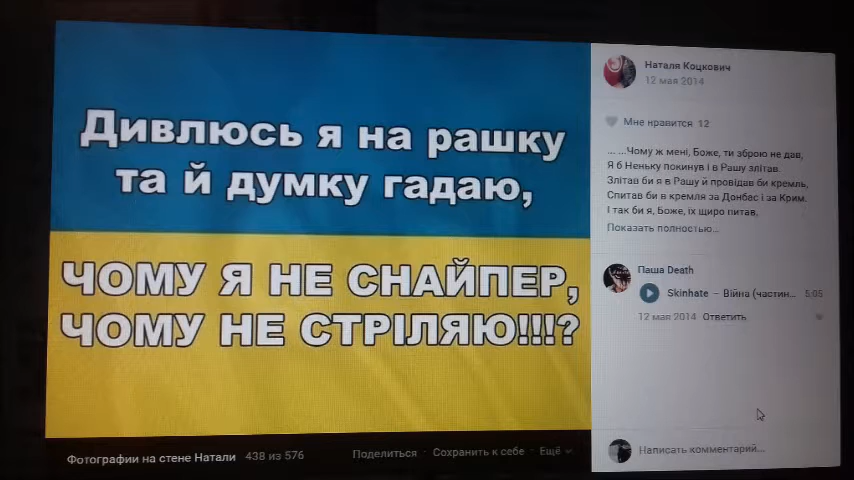 Дивлюсь я на рашку
та й думку гадаю,
ЧОМУ Я НЕ СНАЙПЕР,
ЧОМУ НЕ СТРІЛЯЮ!!!?
Фотографии на стене Натали 438 из 576
Поделиться · Сохранить к себе · Ещё
Наталя Коцкович
12 мая 2014
Мне нравится 12
... ...Чому ж мені, Боже, ти зброю не дав,
Я б Неньку покинув і в Рашу злітав.
Злітав би я в Рашу й провідав би кремль,
Спитав би в кремля за Донбас і за Крим.
І так би я, Боже, їх щиро питав,
Показать полностью...
Паша Death
Skinhate – Війна (частин... 5:05
12 мая 2014 Ответить
Написать комментарий...